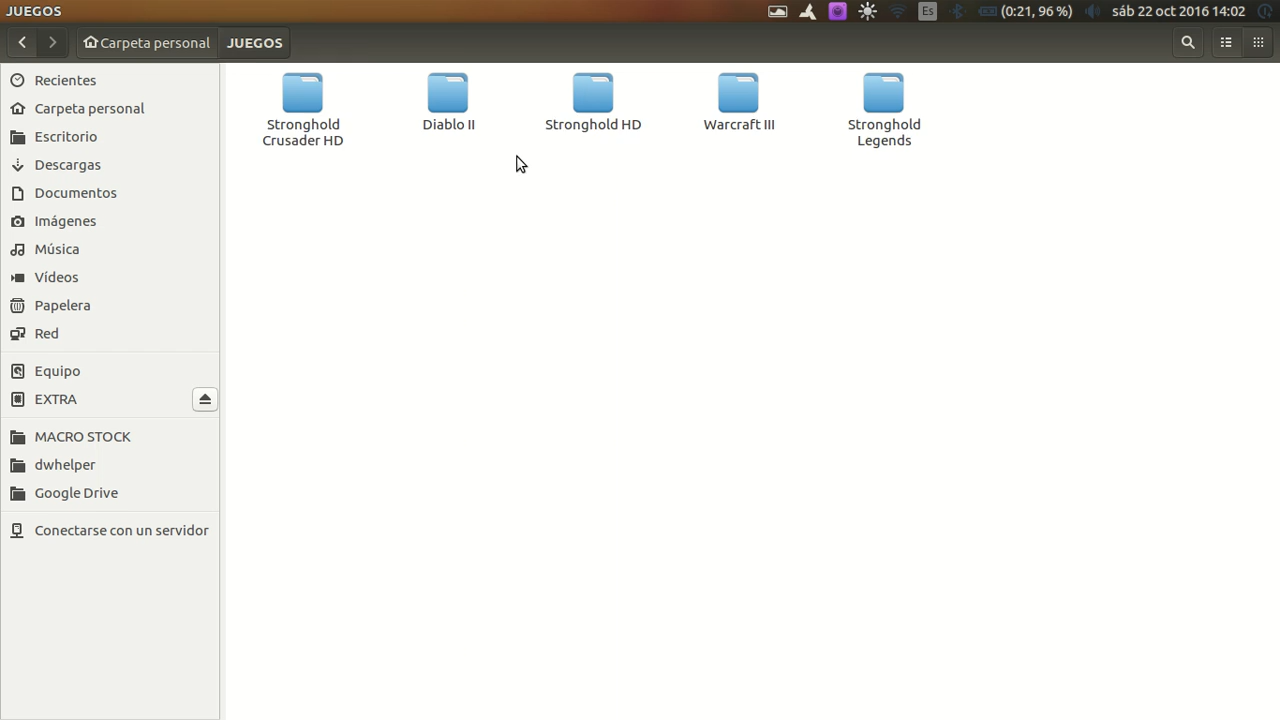 JUEGOS
Es
(0:21, 96 %)
sáb 22 oct 2016 14:02
Carpeta personal
JUEGOS
Recientes
Carpeta personal
Escritorio
Descargas
Documentos
Imágenes
Música
Vídeos
Papelera
Red
Equipo
EXTRA
MACRO STOCK
dwhelper
Google Drive
Conectarse con un servidor
Stronghold
Crusader HD
Diablo II
Stronghold HD
Warcraft III
Stronghold
Legends